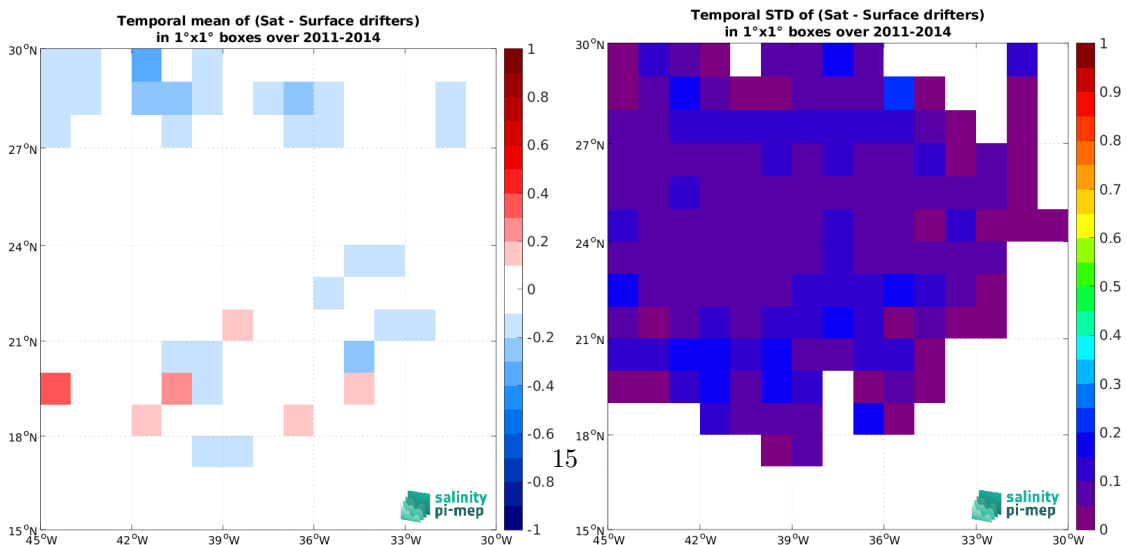 Temporal mean of (Sat - Surface drifters)
in 1°x1° boxes over 2011-2014
30°N
27°N
24°N
21°N
18°N
15°N
45°W
42°W
39°W
36°W
33°W
30°W
1
0.8
0.6
0.4
0.2
0
-0.2
-0.4
-0.6
-0.8
-1
salinity
pi-mep
15
Temporal STD of (Sat - Surface drifters)
in 1°x1° boxes over 2011-2014
30°N
27°N
24°N
21°N
18°N
15°N
45°W
42°W
39°W
36°W
33°W
30°W
1
0.9
0.8
0.7
0.6
0.5
0.4
0.3
0.2
0.1
0
salinity
pi-mep